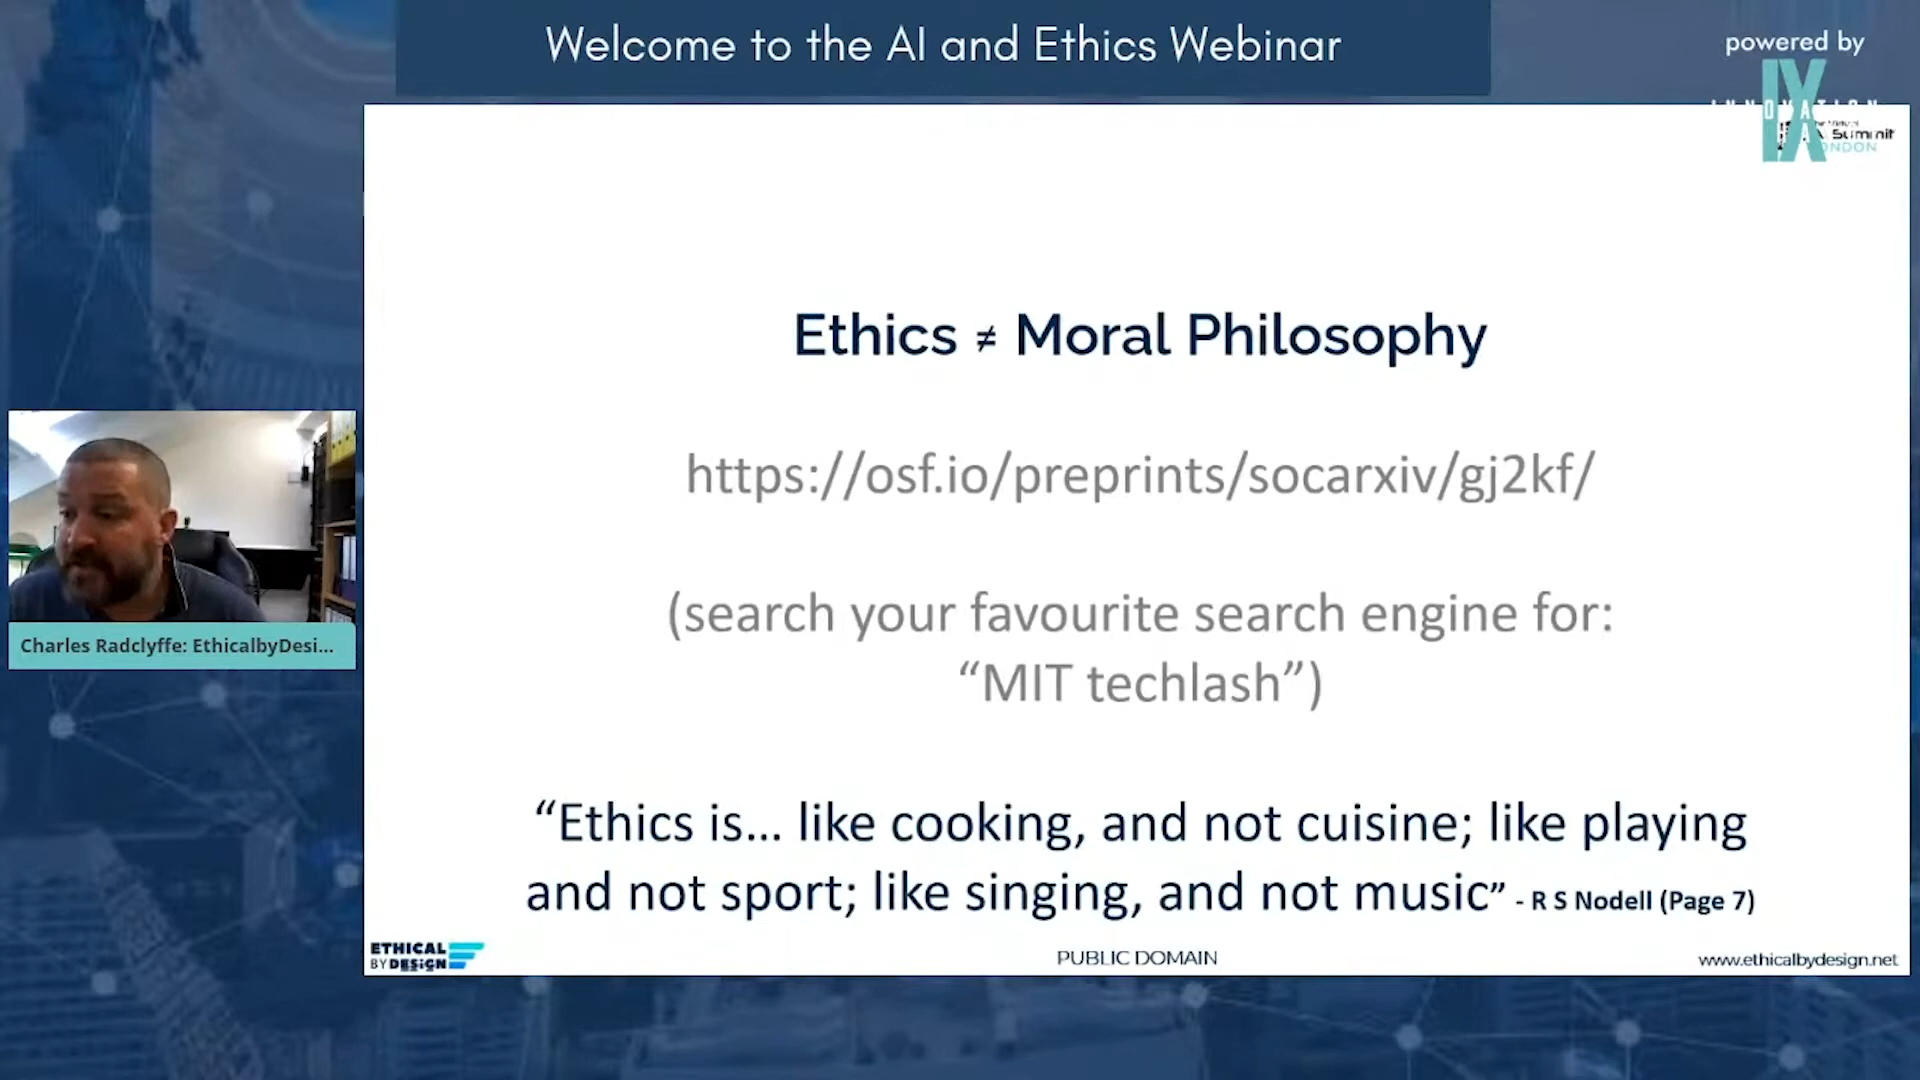 Welcome to the AI and Ethics Webinar
powered by
IX
Summit
LONDON
Ethics ≠ Moral Philosophy
https://osf.io/preprints/socarxiv/gj2kf/
(search your favourite search engine for:
“MIT techlash”)
“Ethics is... like cooking, and not cuisine; like playing
and not sport; like singing, and not music” - R S Nodell (Page 7)
Charles Radclyffe: EthicalbyDesi...
ETHICAL
BY DESIGN
PUBLIC DOMAIN
www.ethicalbydesign.net